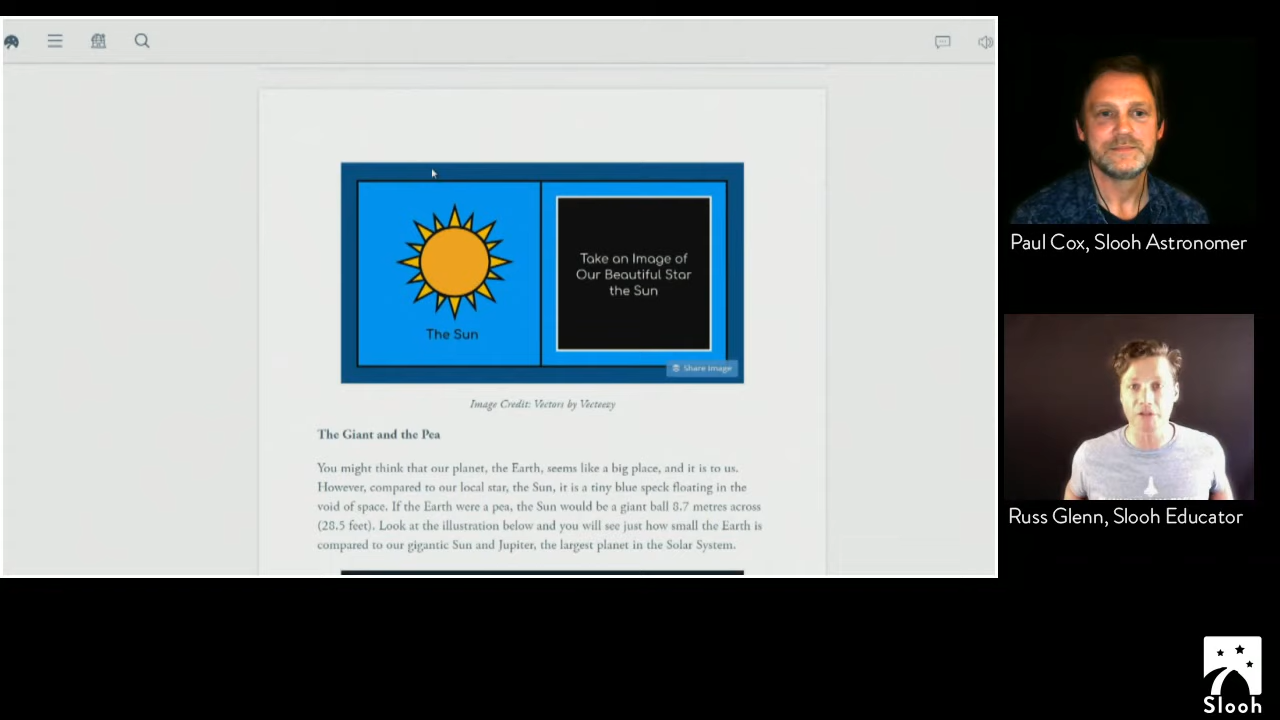 The Sun
Take an Image of
Our Beautiful Star
the Sun
Share Image
Image Credit: Vectors by Vecteezy
The Giant and the Pea
You might think that our planet, the Earth, seems like a big place, and it is to us.
However, compared to our local star, the Sun, it is a tiny blue speck floating in the
void of space. If the Earth were a pea, the Sun would be a giant ball 8.7 metres across
(28.5 feet). Look at the illustration below and you will see just how small the Earth is
compared to our gigantic Sun and Jupiter, the largest planet in the Solar System.
Paul Cox, Slooh Astronomer
Russ Glenn, Slooh Educator
Slooh